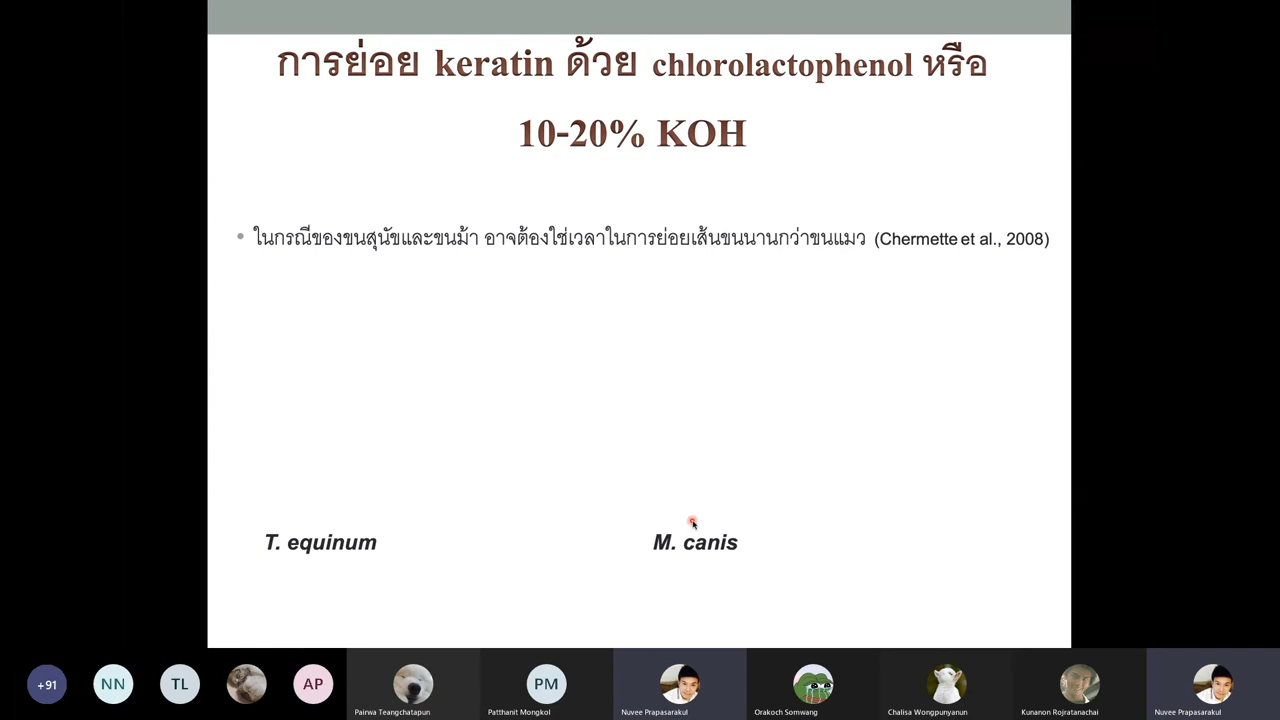 การย่อย keratin ด้วย chlorolactophenol หรือ
10-20% KOH
• ในกรณีของขนสุนัขและขนม้า อาจต้องใช่เวลาในการย่อยเส้นขนนานกว่าขนแมว (Chermette et al., 2008)
T. equinum
M. canis
+91
NN
TL
AP
PM
Pairwa Teangchatapun
Patthanit Mongkol
Nuvee Prapasarakul
Orakoch Somwang
Chalisa Wongpunyanun
Kunanon Rojratanachai
Nuvee Prapasarakul